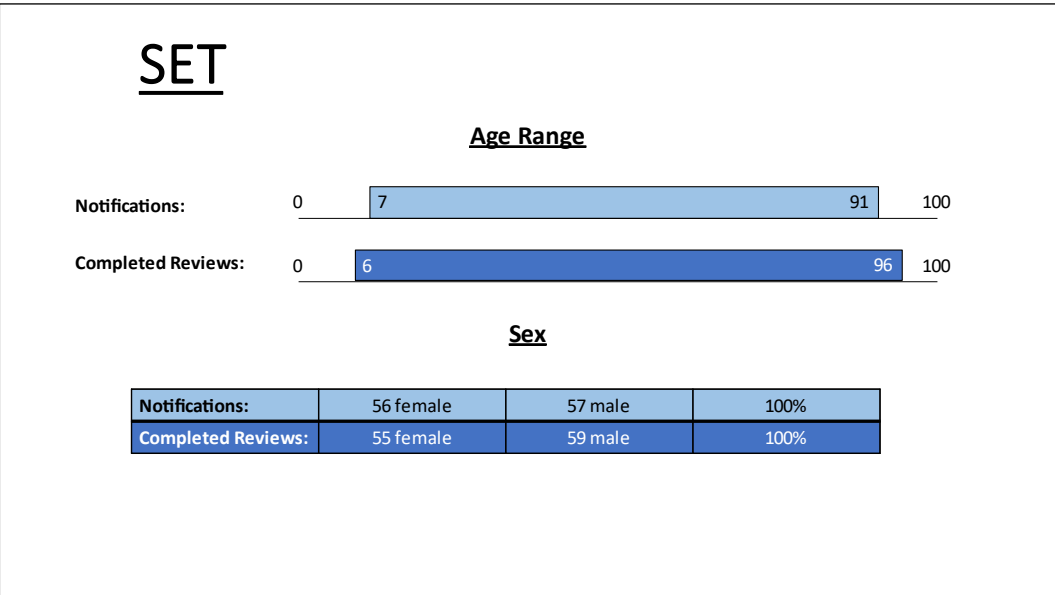 SET
Age Range
Notifications: 0 7 91 100
Completed Reviews: 0 6 96 100
Sex
Notifications: 56 female 57 male 100%
Completed Reviews: 55 female 59 male 100%